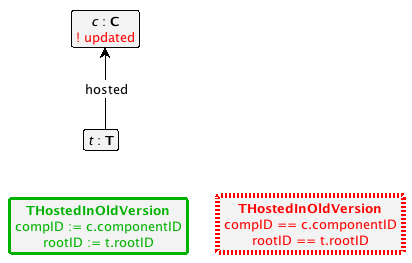 c : C
! updated
hosted
t : T
THostedInOldVersion
compID := c.componentID
rootID := t.rootID
THostedInOldVersion
compID == c.componentID
rootID == t.rootID